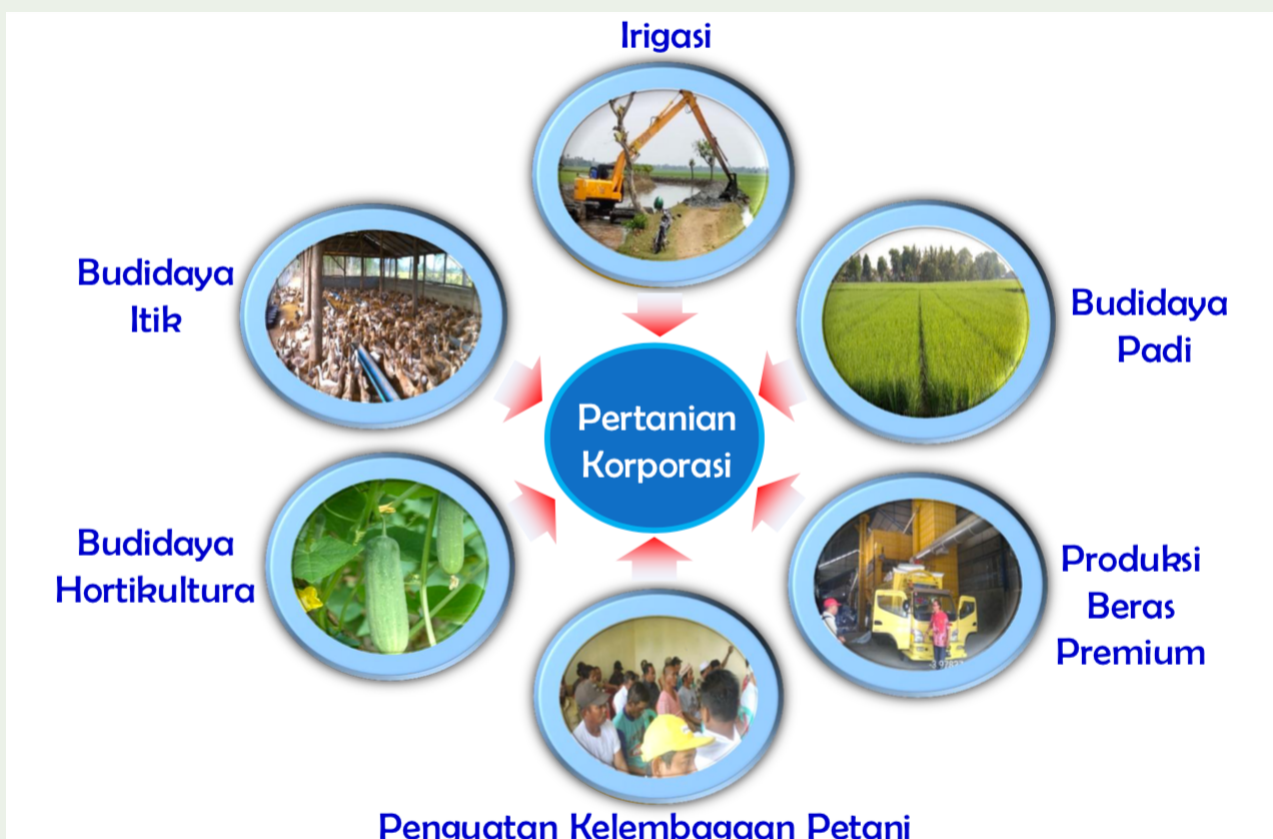 Irigasi
Budidaya
Itik
Budidaya
Padi
Pertanian
Korporasi
Budidaya
Hortikultura
Produksi
Beras
Premium
Penguatan Kelembagaan Petani